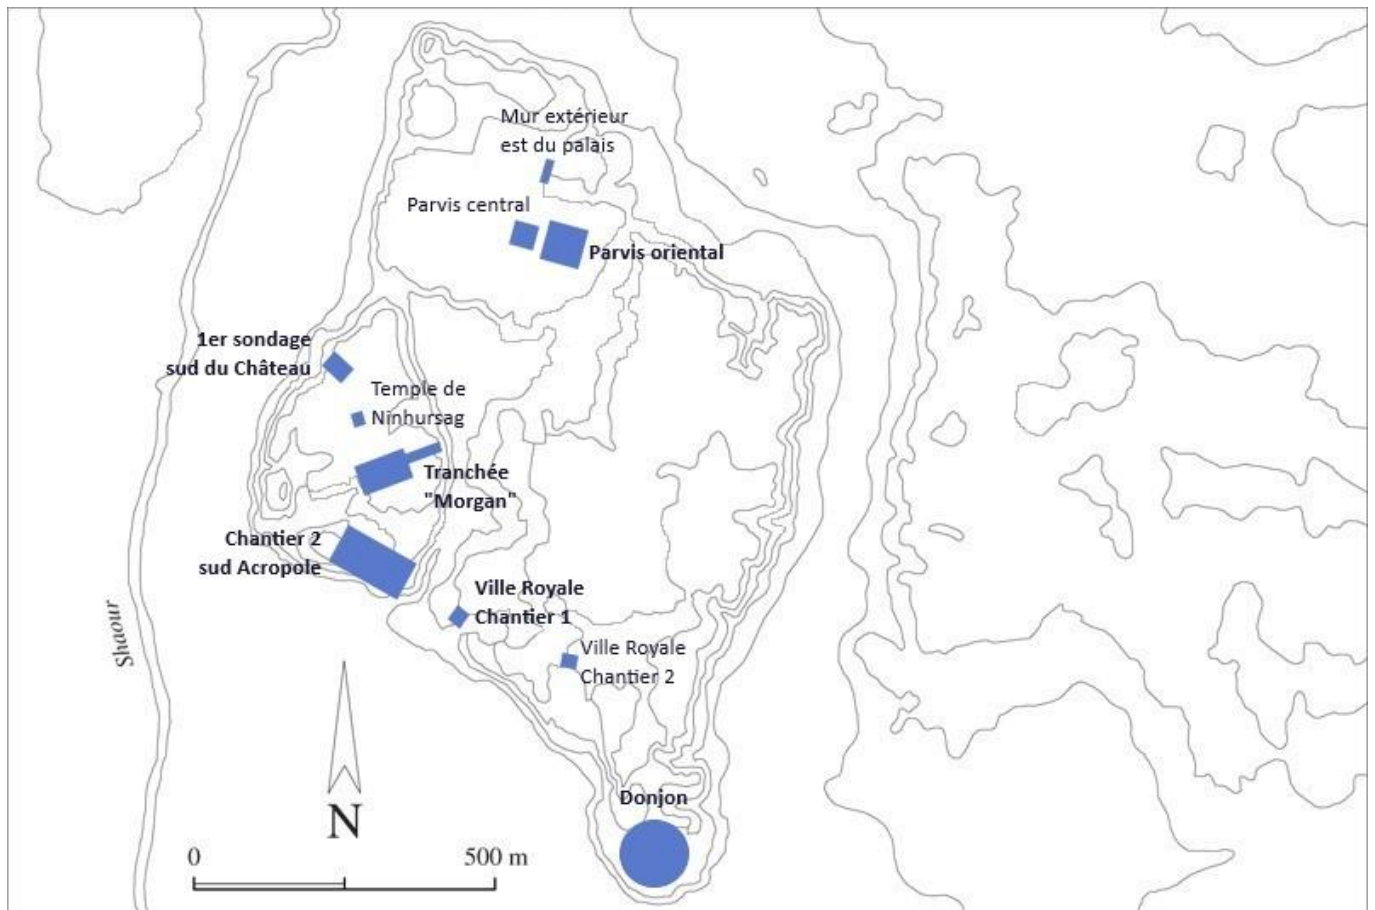 Mur extérieur
est du palais
Parvis central
Parvis oriental
1er sondage
sud du Château
Temple de
Ninhursag
Tranchée
"Morgan"
Chantier 2
sud Acropole
Ville Royale
Chantier 1
Shaour
Ville Royale
Chantier 2
Donjon
N
0 500 m